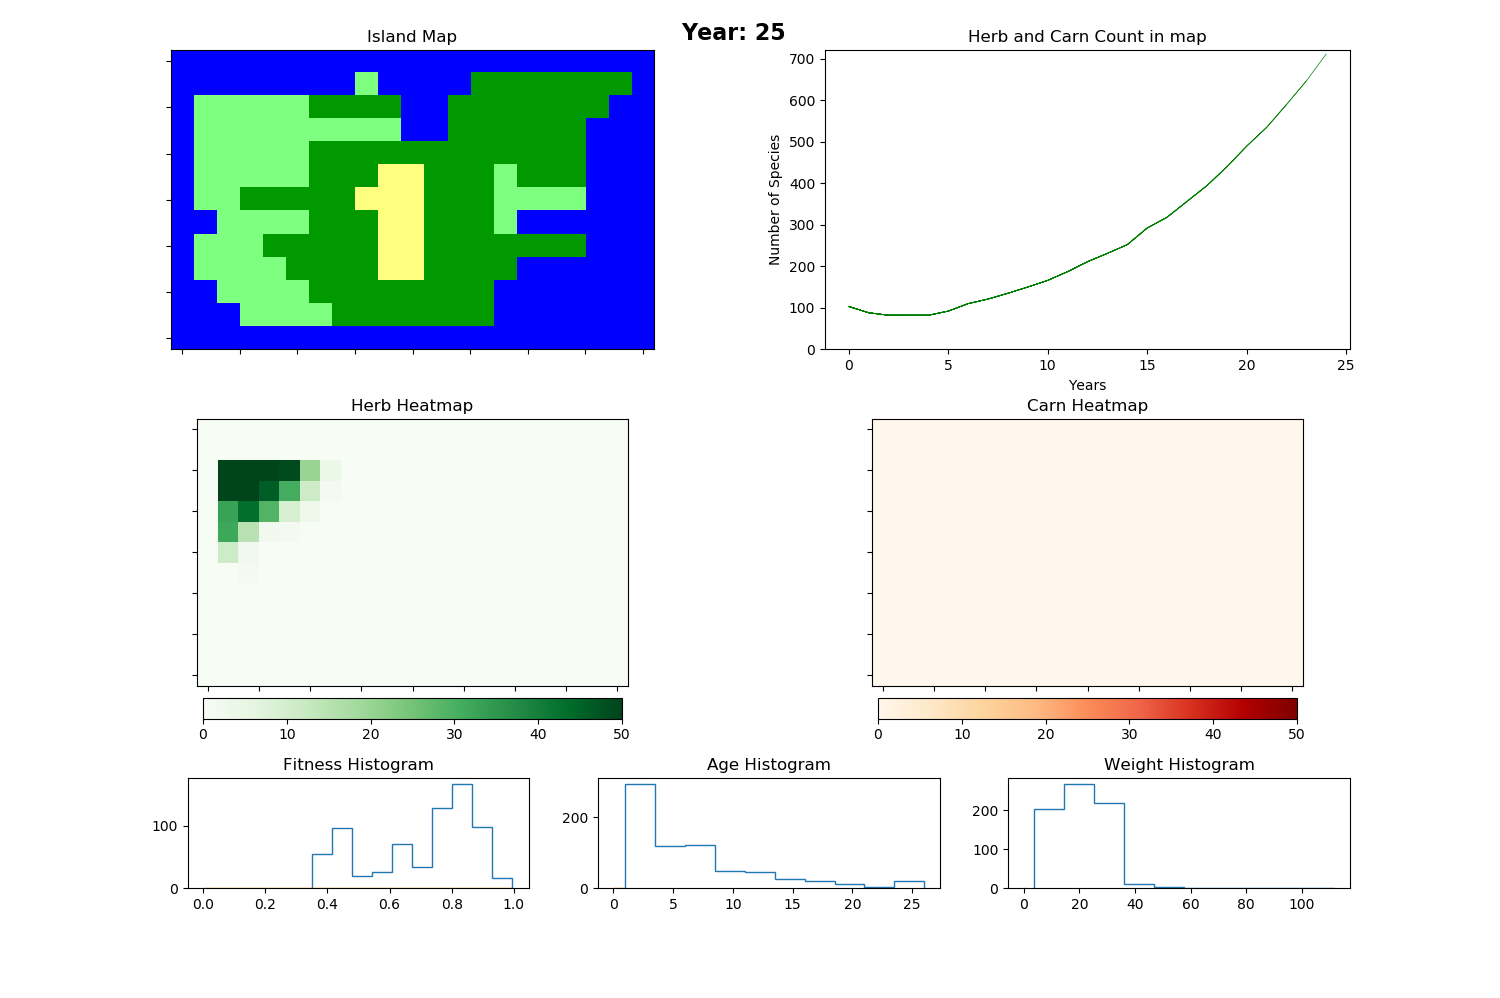 Year: 25
Island Map
Herb and Carn Count in map
700
600
500
400
300
200
100
0
Number of Species
0 5 10 15 20 25
Years
Herb Heatmap
Carn Heatmap
0 10 20 30 40 50
0 10 20 30 40 50
Fitness Histogram
100
0
0.0 0.2 0.4 0.6 0.8 1.0
Age Histogram
200
0
0 5 10 15 20 25
Weight Histogram
200
100
0
0 20 40 60 80 100